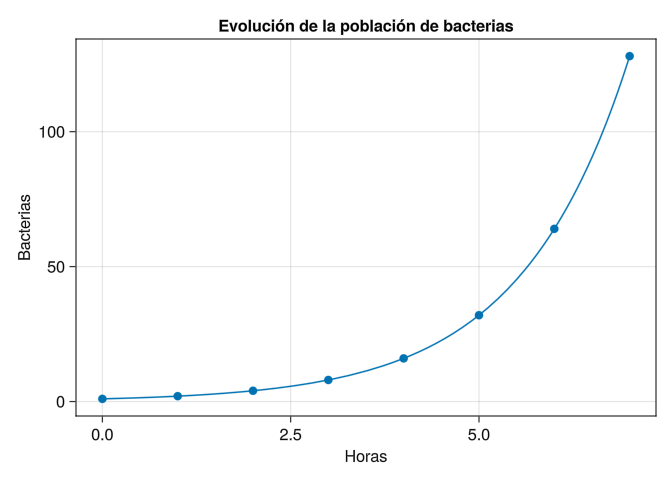 Evolución de la población de bacterias
100
50
0
Bacterias
0.0 2.5 5.0
Horas